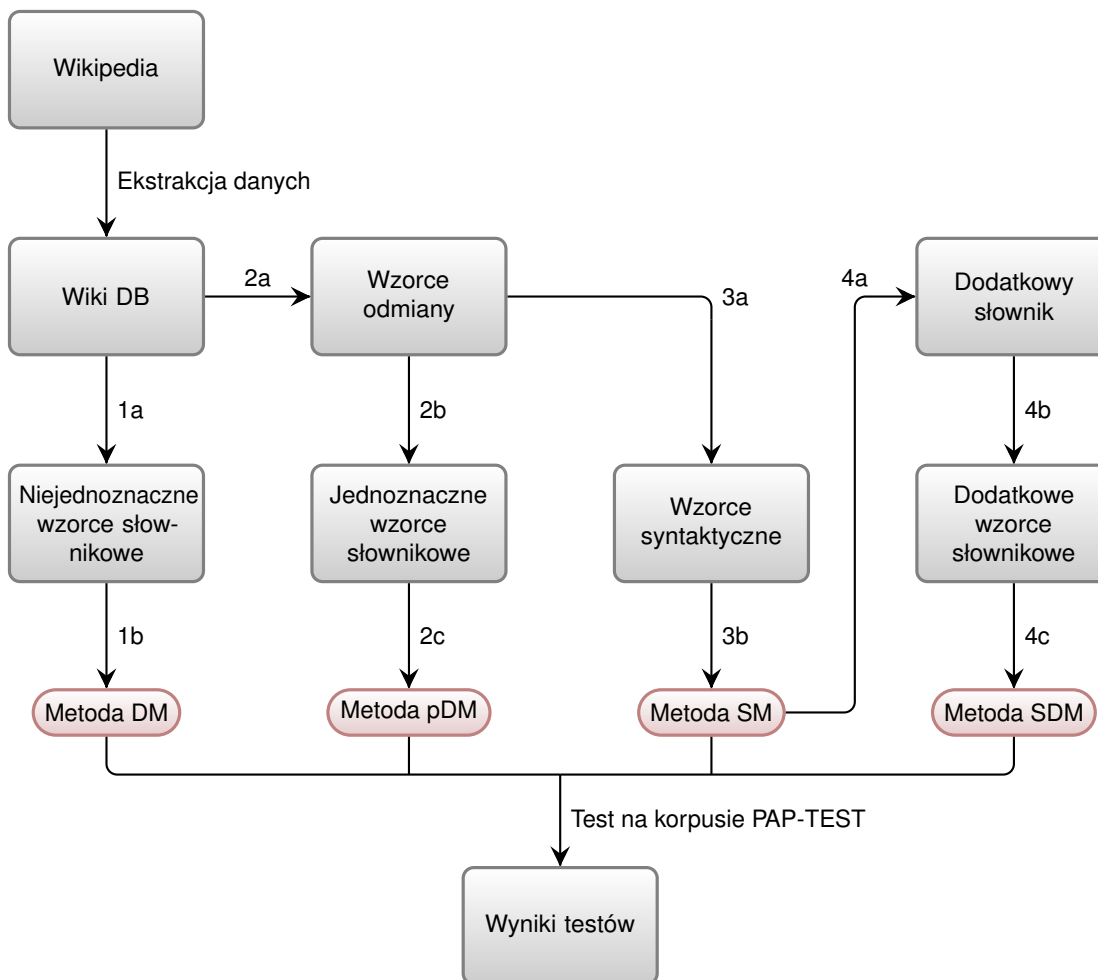 Wikipedia
Ekstrakcja danych
Wiki DB
2a
Wzorce
odmiany
3a
4a
Dodatkowy
słownik
1a
2b
4b
Niejednoznaczne
wzorce słow-
nikowe
Jednoznaczne
wzorce
słownikowe
Wzorce
syntaktyczne
Dodatkowe
wzorce
słownikowe
1b
2c
3b
4c
Metoda DM
Metoda pDM
Metoda SM
Metoda SDM
Test na korpusie PAP-TEST
Wyniki testów